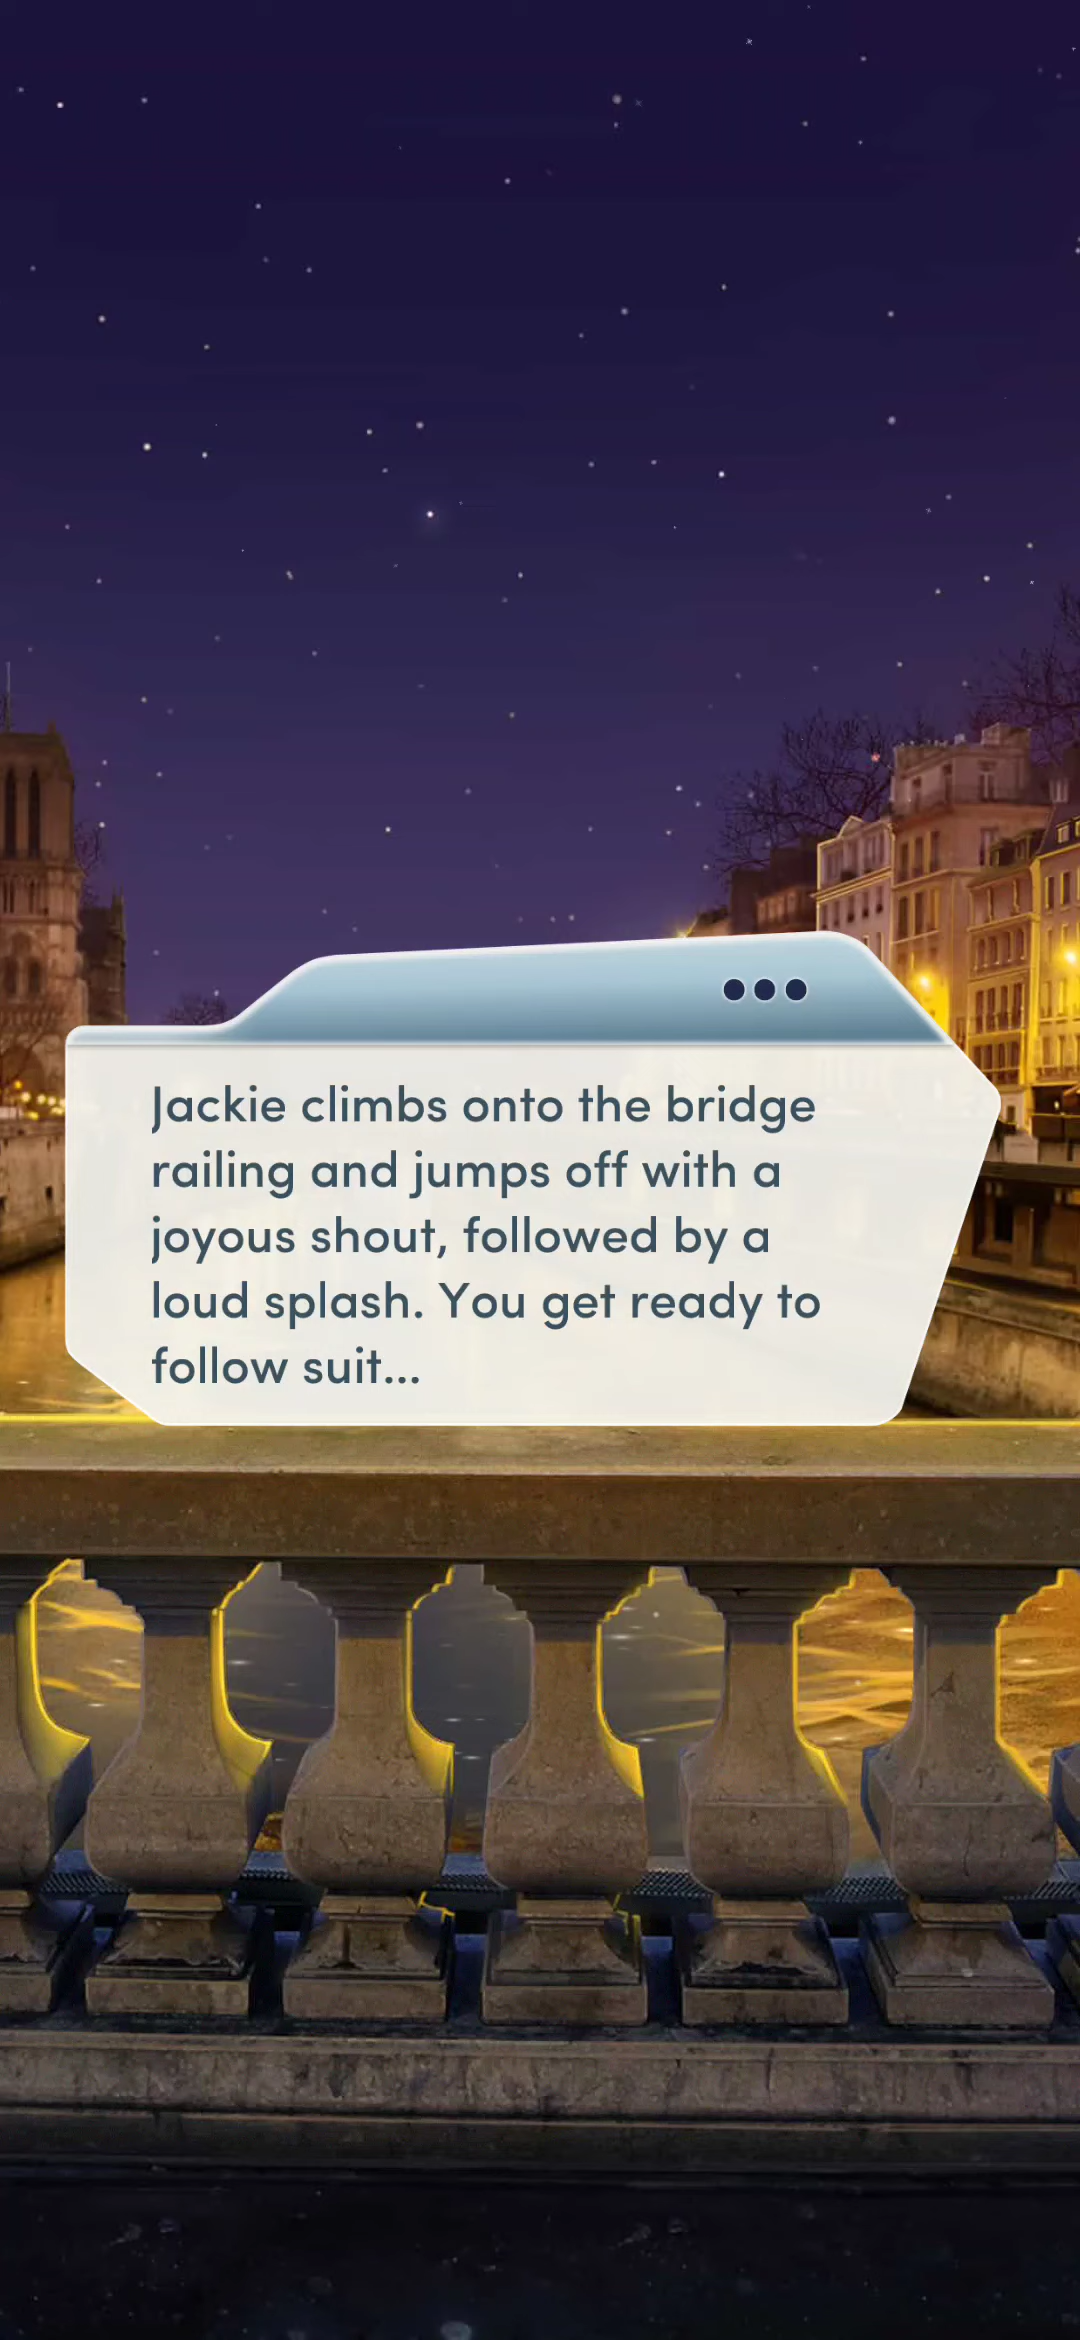 Jackie climbs onto the bridge
railing and jumps off with a
joyous shout, followed by a
loud splash. You get ready to
follow suit...